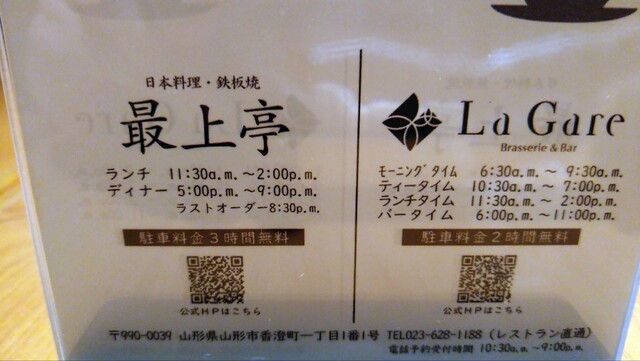 日本料理・鉄板焼
最上亭
ランチ 11:30a.m.～2:00p.m.
ディナー 5:00p.m.～9:00p.m.
ラストオーダー8:30p.m.
駐車料金3時間無料
公式HPはこちら
La Gare
Brasserie & Bar
ﾓｰﾆﾝｸﾞﾀｲﾑ 6:30a.m.～ 9:30a.m.
ティータイム 10:30a.m.～ 7:00p.m.
ランチタイム 11:30a.m.～ 2:00p.m.
バータイム 6:00p.m.～11:00p.m.
駐車料金2時間無料
公式HPはこちら
〒990-0039 山形県山形市香澄町一丁目1番1号 TEL023-628-1188 (レストラン直通)
電話予約受付時間 10:30a.m.～9:00p.m.